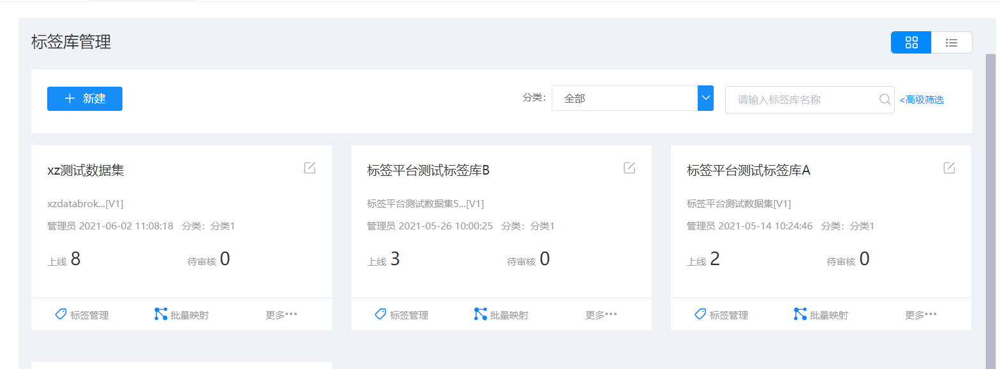 标签库管理
新建
分类： 全部 请输入标签库名称 <高级筛选
xz测试数据集
xzdatabrok...[V1]
管理员 2021-06-02 11:08:18 分类：分类1
上线 8 待审核 0
标签管理 批量映射 更多···
标签平台测试标签库B
标签平台测试数据集5...[V1]
管理员 2021-05-26 10:00:25 分类：分类1
上线 3 待审核 0
标签管理 批量映射 更多···
标签平台测试标签库A
标签平台测试数据集[V1]
管理员 2021-05-14 10:24:46 分类：分类1
上线 2 待审核 0
标签管理 批量映射 更多···